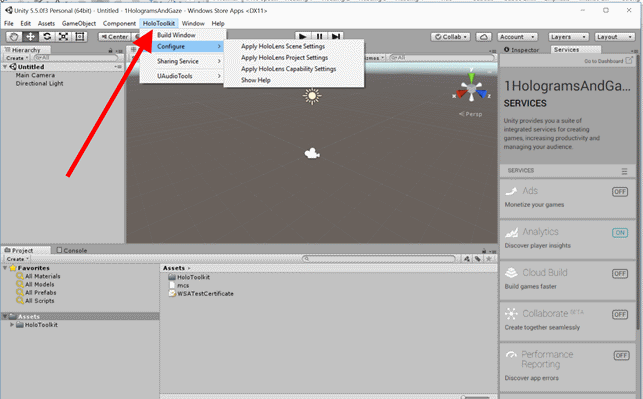 Unity 5.5.0f3 Personal (64bit) - Untitled - 1HologramsAndGaze - Windows Store Apps <DX11>
File Edit Assets GameObject Component HoloToolkit Window Help
Center Collab Account Layers Layout
Build Window
Configure
Sharing Service
UAudioTools
Apply HoloLens Scene Settings
Apply HoloLens Project Settings
Apply HoloLens Capability Settings
Show Help
Hierarchy
Create All
Untitled
Main Camera
Directional Light
Gizmos All
Persp
Inspector Services
Go to Dashboard
1HologramsAndGa...
SERVICES
Unity provides you a suite of
integrated services for creating
games, increasing productivity and
managing your audience.
SERVICES
Ads OFF
Monetize your games
Analytics ON
Discover player insights
Cloud Build OFF
Build games faster
Collaborate BETA OFF
Create together seamlessly
Performance
Reporting OFF
Discover app errors
Project Console
Create
Favorites
All Materials
All Models
All Prefabs
All Scripts
Assets
HoloToolkit
Assets
HoloToolkit
mcs
WSATestCertificate